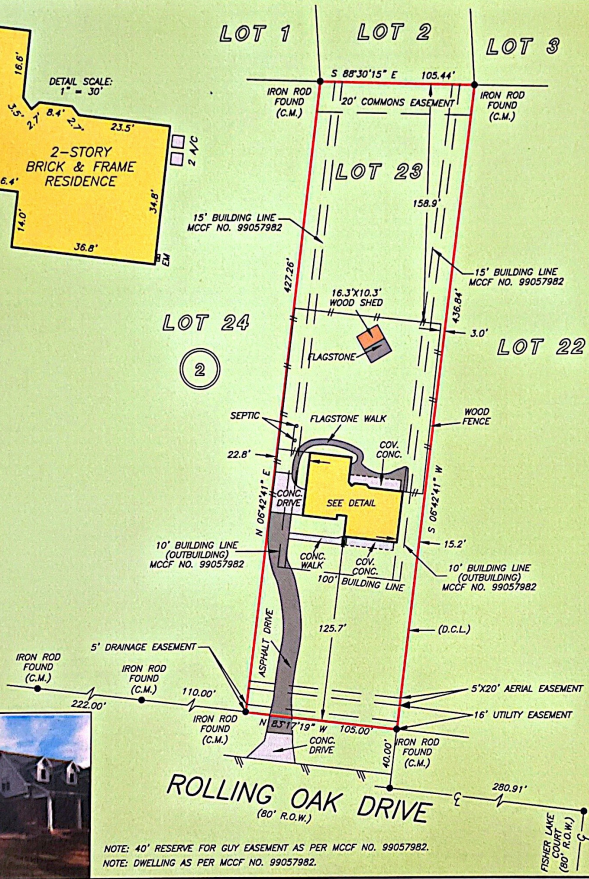 LOT 1
LOT 2
LOT 3
S 88°30'15" E 105.44'
IRON ROD
FOUND
(C.M.)
IRON ROD
FOUND
(C.M.)
20' COMMONS EASEMENT
DETAIL SCALE:
1" = 30'
16.6'
3.5'
2.7'
8.4'
2.7'
23.5'
2 A/C
2-STORY
BRICK & FRAME
RESIDENCE
34.8'
6.4'
14.0'
36.8'
EM
LOT 23
158.9'
15' BUILDING LINE
MCCF NO. 99057982
15' BUILDING LINE
MCCF NO. 99057982
427.26'
436.84'
16.3'X10.3'
WOOD SHED
3.0'
LOT 24
2
LOT 22
FLAGSTONE
SEPTIC
FLAGSTONE WALK
WOOD
FENCE
COV.
CONC.
22.8'
N 06°42'41" E
S 06°42'41" W
CONC.
DRIVE
SEE DETAIL
15.2'
10' BUILDING LINE
(OUTBUILDING)
MCCF NO. 99057982
CONC.
WALK
COV.
CONC.
100' BUILDING LINE
10' BUILDING LINE
(OUTBUILDING)
MCCF NO. 99057982
125.7'
(D.C.L.)
ASPHALT DRIVE
5' DRAINAGE EASEMENT
IRON ROD
FOUND
(C.M.)
IRON ROD
FOUND
(C.M.)
222.00'
110.00'
5'X20' AERIAL EASEMENT
16' UTILITY EASEMENT
IRON ROD
FOUND
(C.M.)
N 83°17'19" W 105.00'
IRON ROD
FOUND
(C.M.)
CONC.
DRIVE
40.00'
ROLLING OAK DRIVE
(80' R.O.W.)
280.91'
FISHER LAKE
COURT
(80' R.O.W.)
NOTE: 40' RESERVE FOR GUY EASEMENT AS PER MCCF NO. 99057982.
NOTE: DWELLING AS PER MCCF NO. 99057982.